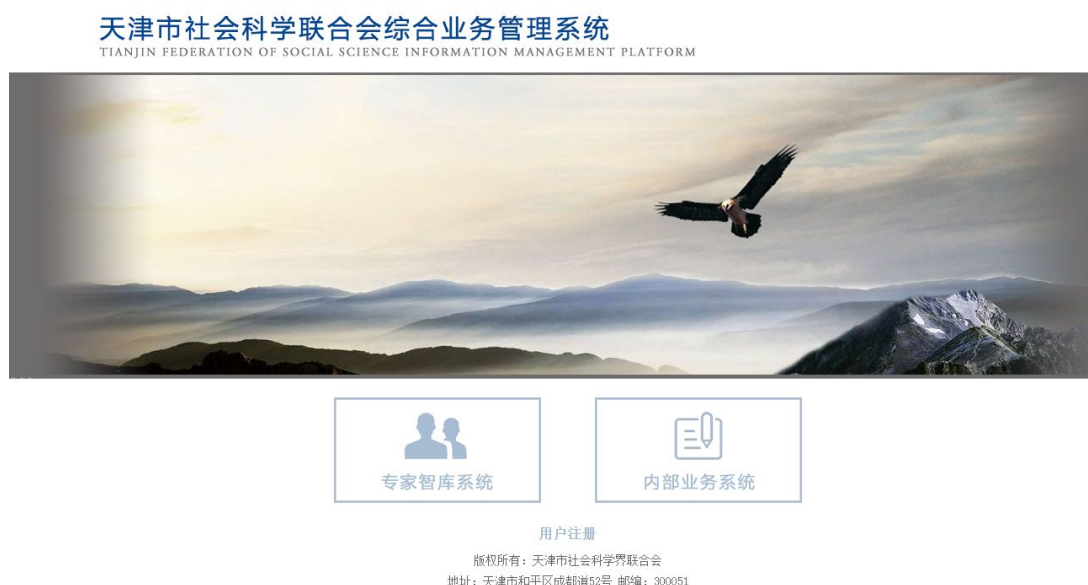 天津市社会科学联合会综合业务管理系统
TIANJIN FEDERATION OF SOCIAL SCIENCE INFORMATION MANAGEMENT PLATFORM
专家智库系统
内部业务系统
用户注册
版权所有：天津市社会科学界联合会
地址：天津市和平区成都道52号 邮编：300051